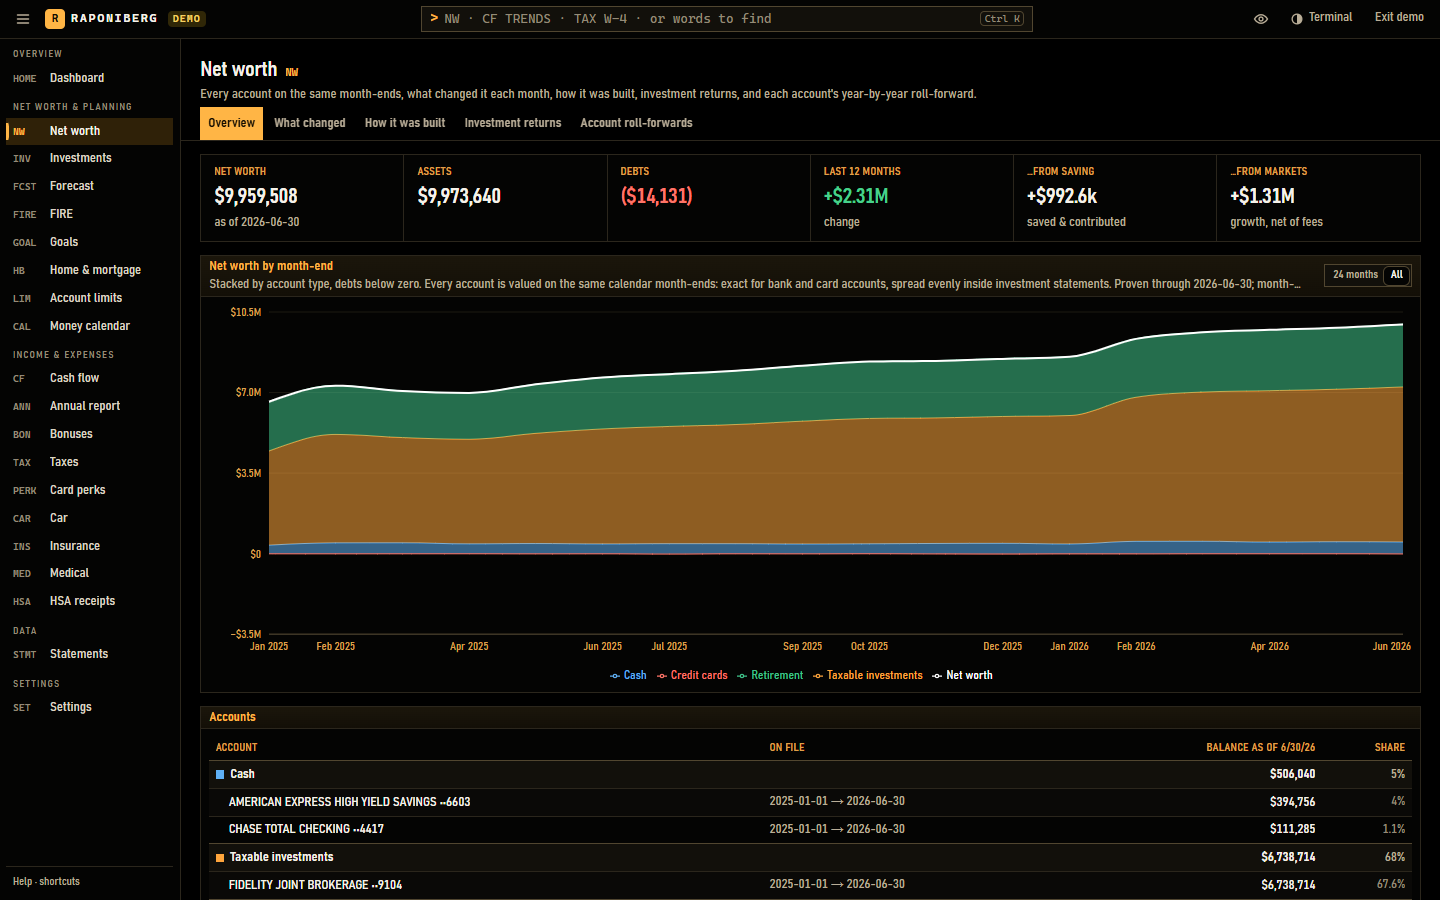 R RAPONIBERG DEMO
> NW · CF TRENDS · TAX W-4 · or words to find Ctrl K
Terminal Exit demo
OVERVIEW
HOME Dashboard
NET WORTH & PLANNING
NW Net worth
INV Investments
FCST Forecast
FIRE FIRE
GOAL Goals
HB Home & mortgage
LIM Account limits
CAL Money calendar
INCOME & EXPENSES
CF Cash flow
ANN Annual report
BON Bonuses
TAX Taxes
PERK Card perks
CAR Car
INS Insurance
MED Medical
HSA HSA receipts
DATA
STMT Statements
SETTINGS
SET Settings
Help · shortcuts
Net worth NW
Every account on the same month-ends, what changed it each month, how it was built, investment returns, and each account's year-by-year roll-forward.
Overview What changed How it was built Investment returns Account roll-forwards
NET WORTH
$9,959,508
as of 2026-06-30
ASSETS
$9,973,640
DEBTS
($14,131)
LAST 12 MONTHS
+$2.31M
change
…FROM SAVING
+$992.6k
saved & contributed
…FROM MARKETS
+$1.31M
growth, net of fees
Net worth by month-end
Stacked by account type, debts below zero. Every account is valued on the same calendar month-ends: exact for bank and card accounts, spread evenly inside investment statements. Proven through 2026-06-30; month-…
24 months All
$10.5M
$7.0M
$3.5M
$0
−$3.5M
Jan 2025 Feb 2025 Apr 2025 Jun 2025 Jul 2025 Sep 2025 Oct 2025 Dec 2025 Jan 2026 Feb 2026 Apr 2026 Jun 2026
Cash Credit cards Retirement Taxable investments Net worth
Accounts
ACCOUNT ON FILE BALANCE AS OF 6/30/26 SHARE
Cash $506,040 5%
AMERICAN EXPRESS HIGH YIELD SAVINGS ··6603 2025-01-01 → 2026-06-30 $394,756 4%
CHASE TOTAL CHECKING ··4417 2025-01-01 → 2026-06-30 $111,285 1.1%
Taxable investments $6,738,714 68%
FIDELITY JOINT BROKERAGE ··9104 2025-01-01 → 2026-06-30 $6,738,714 67.6%